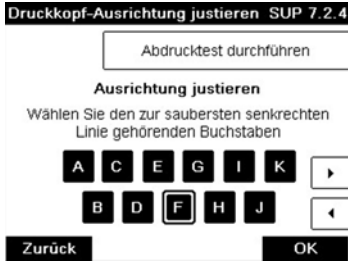 Druckkopf-Ausrichtung justieren SUP 7.2.4
Abdrucktest durchführen
Ausrichtung justieren
Wählen Sie den zur saubersten senkrechten
Linie gehörenden Buchstaben
A C E G I K
B D F H J
Zurück OK